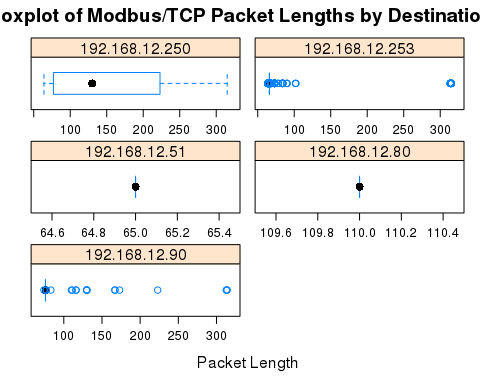 oxplot of Modbus/TCP Packet Lengths by Destinatio
192.168.12.250
192.168.12.253
100 150 200 250 300
100 150 200 250 300
192.168.12.51
192.168.12.80
64.6 64.8 65.0 65.2 65.4
109.6 109.8 110.0 110.2 110.4
192.168.12.90
100 150 200 250 300
Packet Length